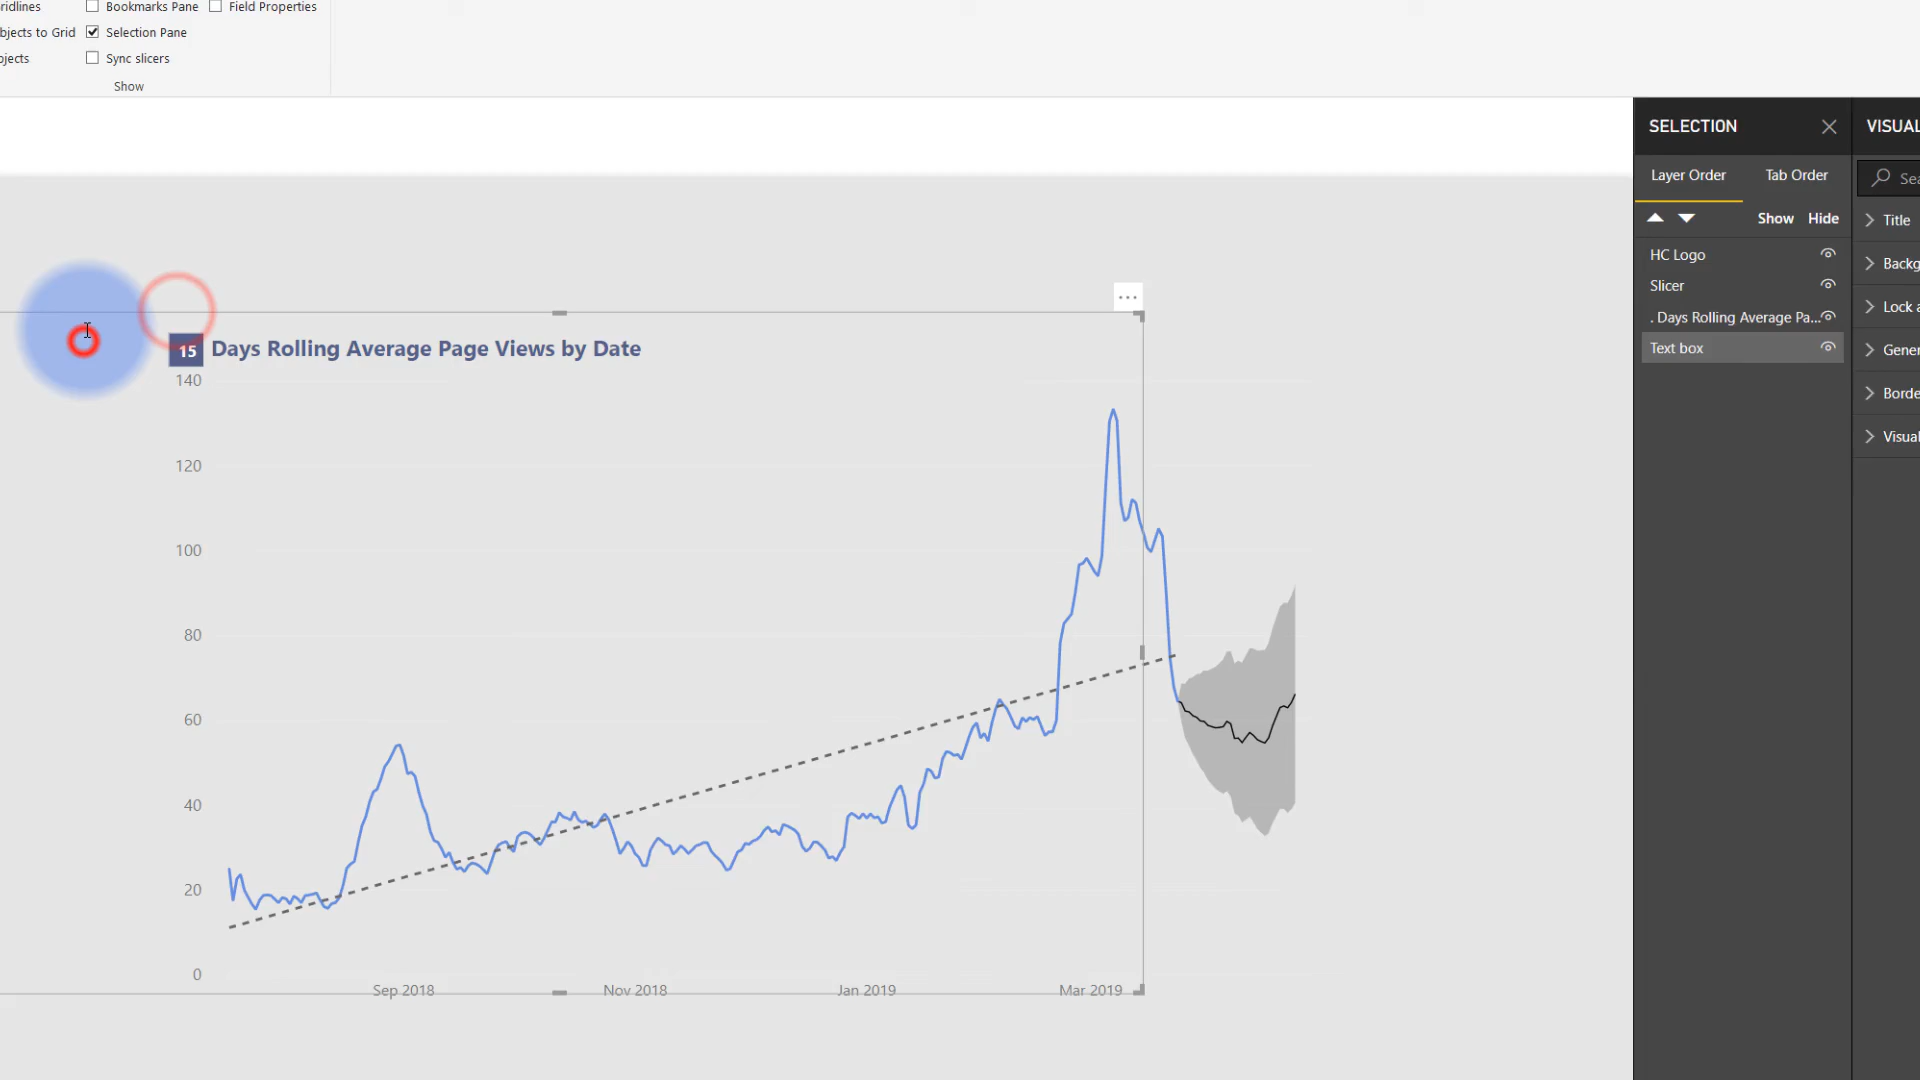 ridlines
Bookmarks Pane
Field Properties
bjects to Grid
Selection Pane
bjects
Sync slicers
Show
SELECTION
VISUAL
Layer Order
Tab Order
Sea
Show
Hide
Title
HC Logo
Backg
Slicer
Lock a
. Days Rolling Average Pa...
Text box
Gener
Borde
Visual
15
Days Rolling Average Page Views by Date
140
120
100
80
60
40
20
0
Sep 2018
Nov 2018
Jan 2019
Mar 2019